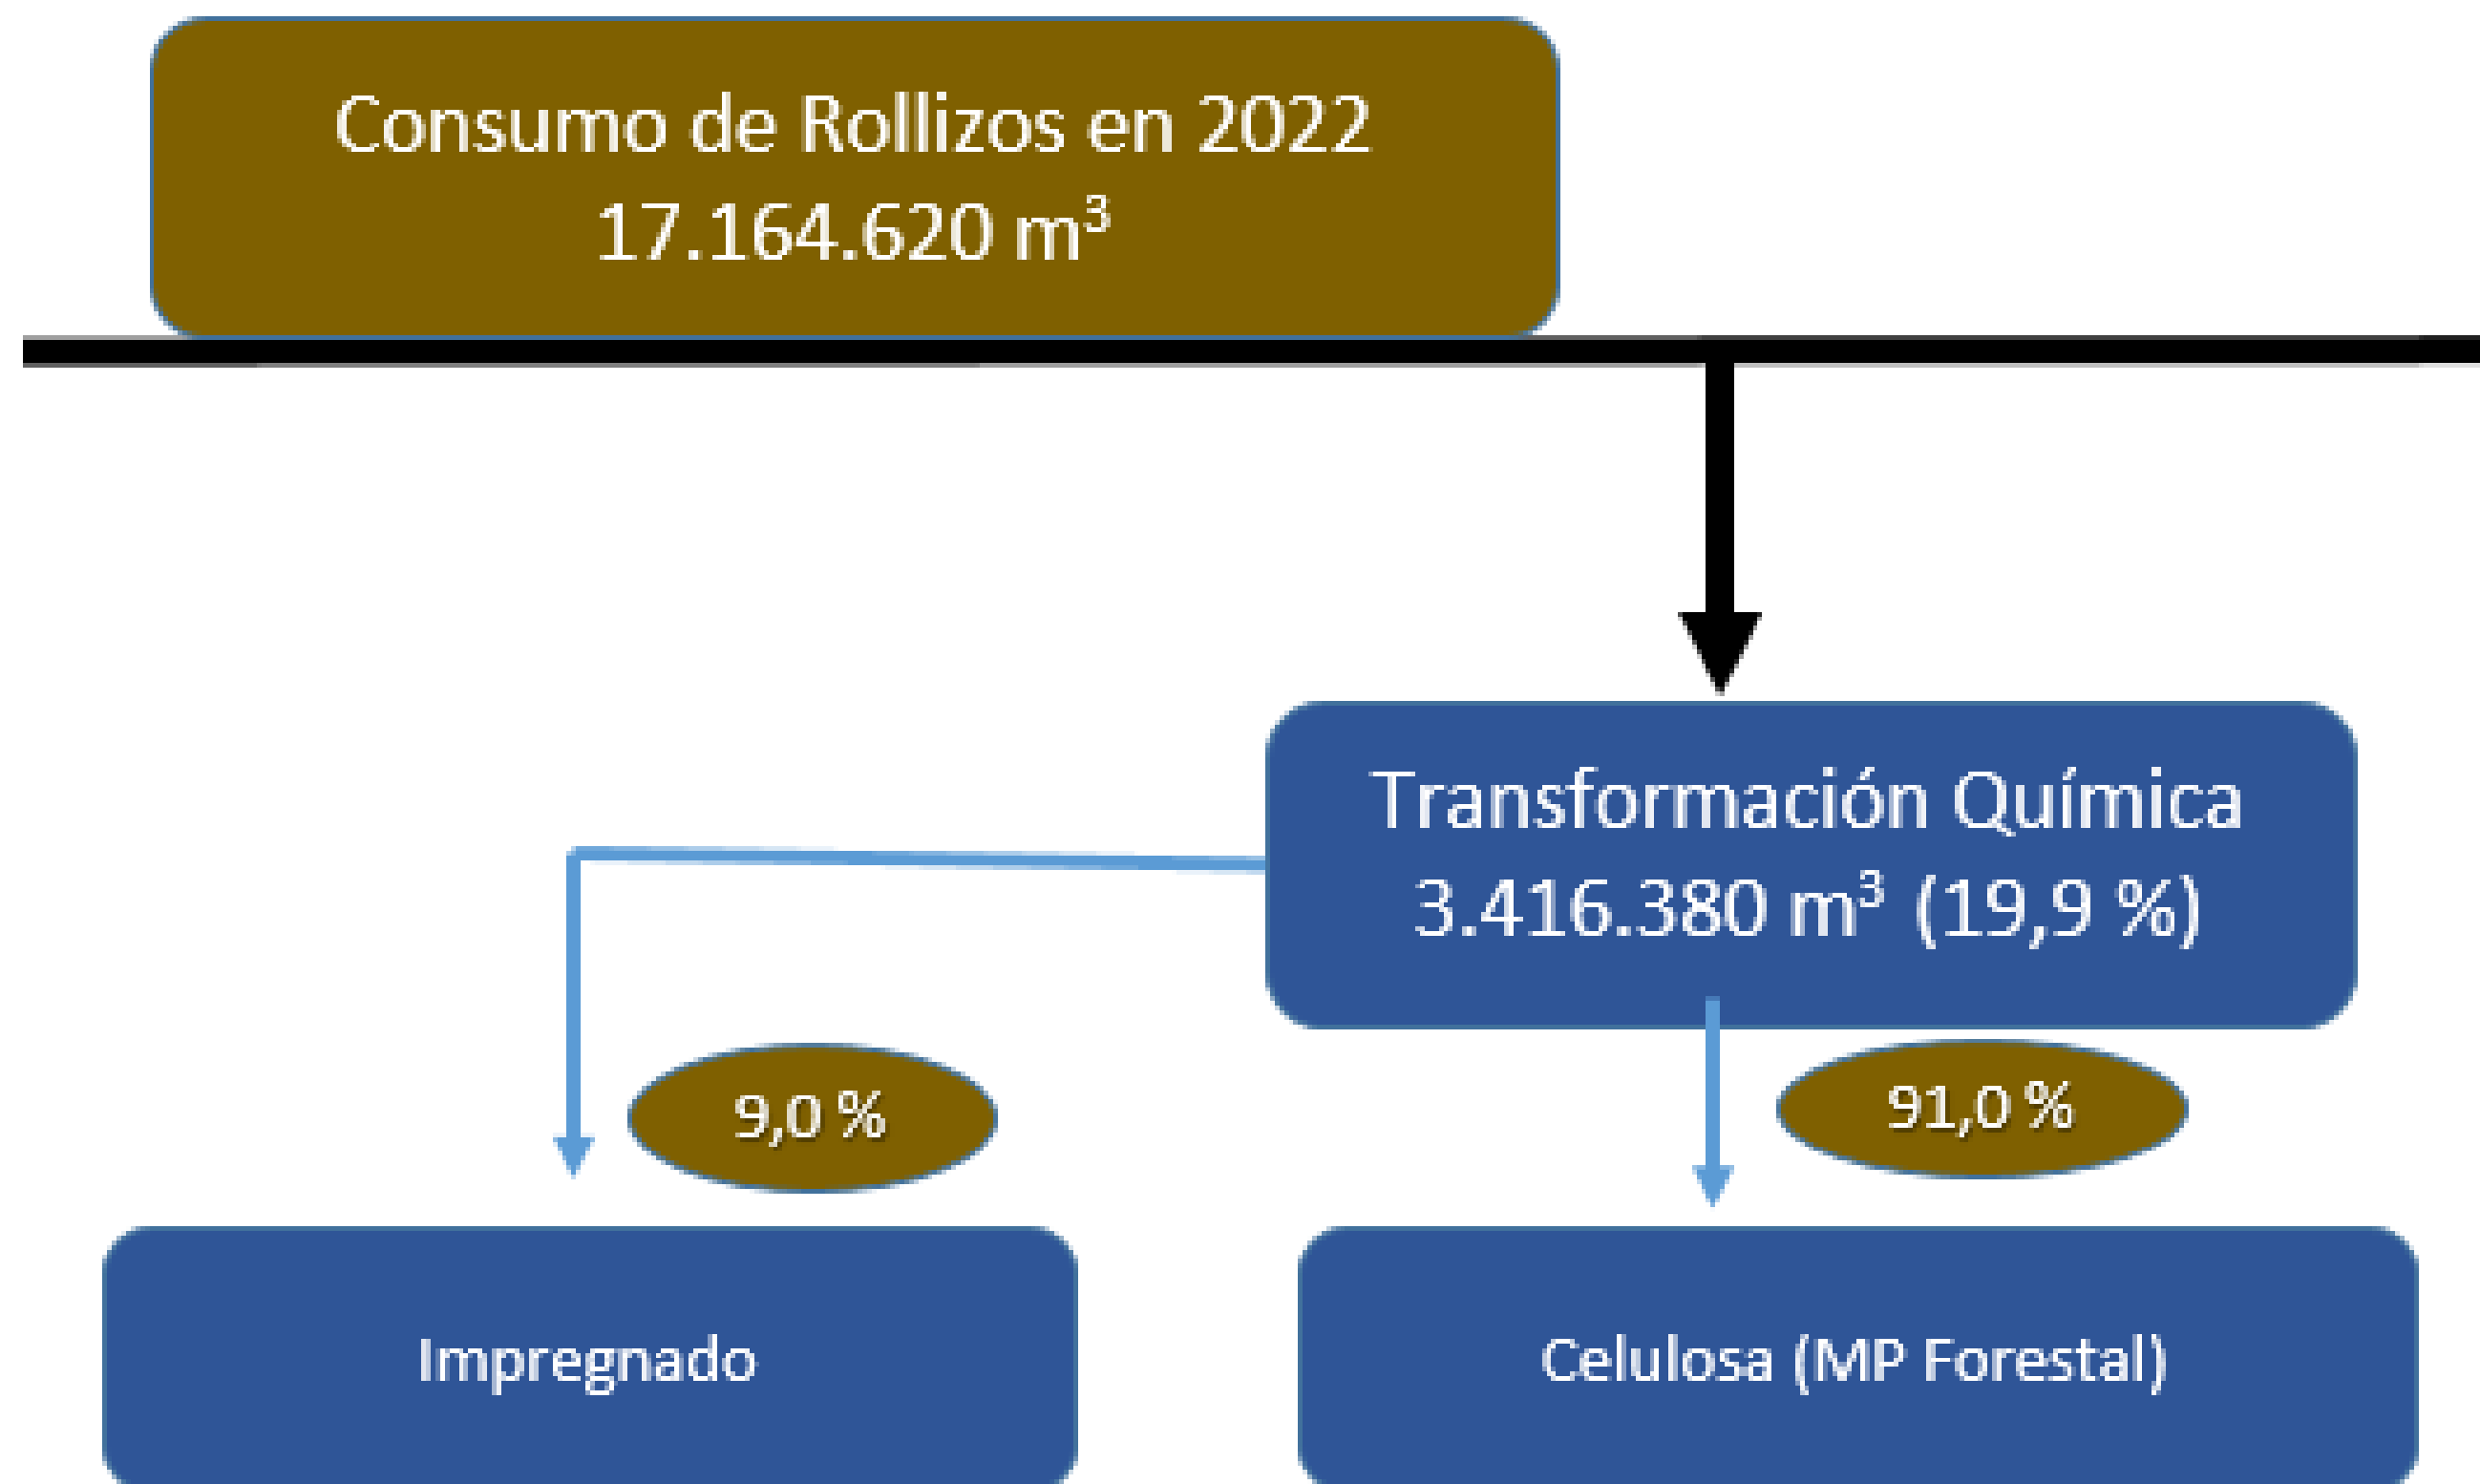 Consumo de Rolllizos en 2022
17.164.620 m³
Transformación Química
3.416.380 m³ (19,9 %)
9,0 %
91,0 %
Impregnado
Celulosa (MP Forestal)